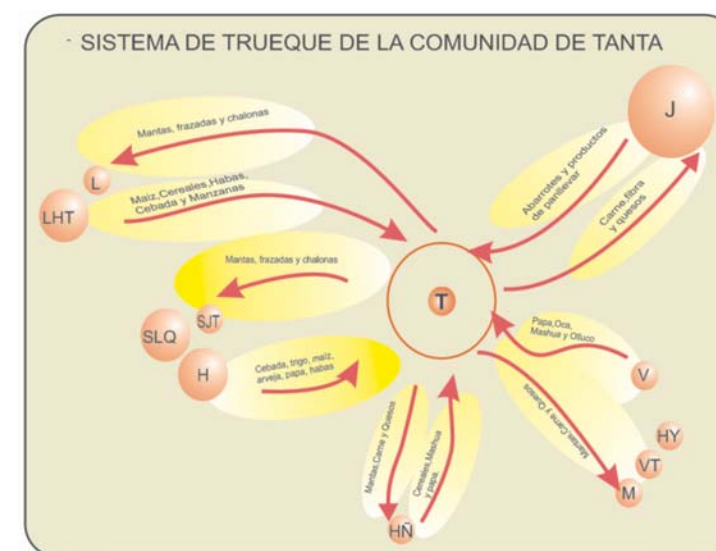 - SISTEMA DE TRUEQUE DE LA COMUNIDAD DE TANTA
J
Mantas, frazadas y chalonas
L
LHT
Maíz,Cereales,Habas,
Cebada y Manzanas
Abarrotes y productos
de panllevar
Carne,fibra
y quesos
Mantas, frazadas y chalonas
T
SJT
SLQ
H
Cebada, trigo, maíz,
arveja, papa, habas
Papa,Oca,
Mashua y Olluco
V
Mantas,Carne y Quesos
HY
VT
M
Mantas,Carne y Quesos
Cereales,Mashua
y papa,
HÑ